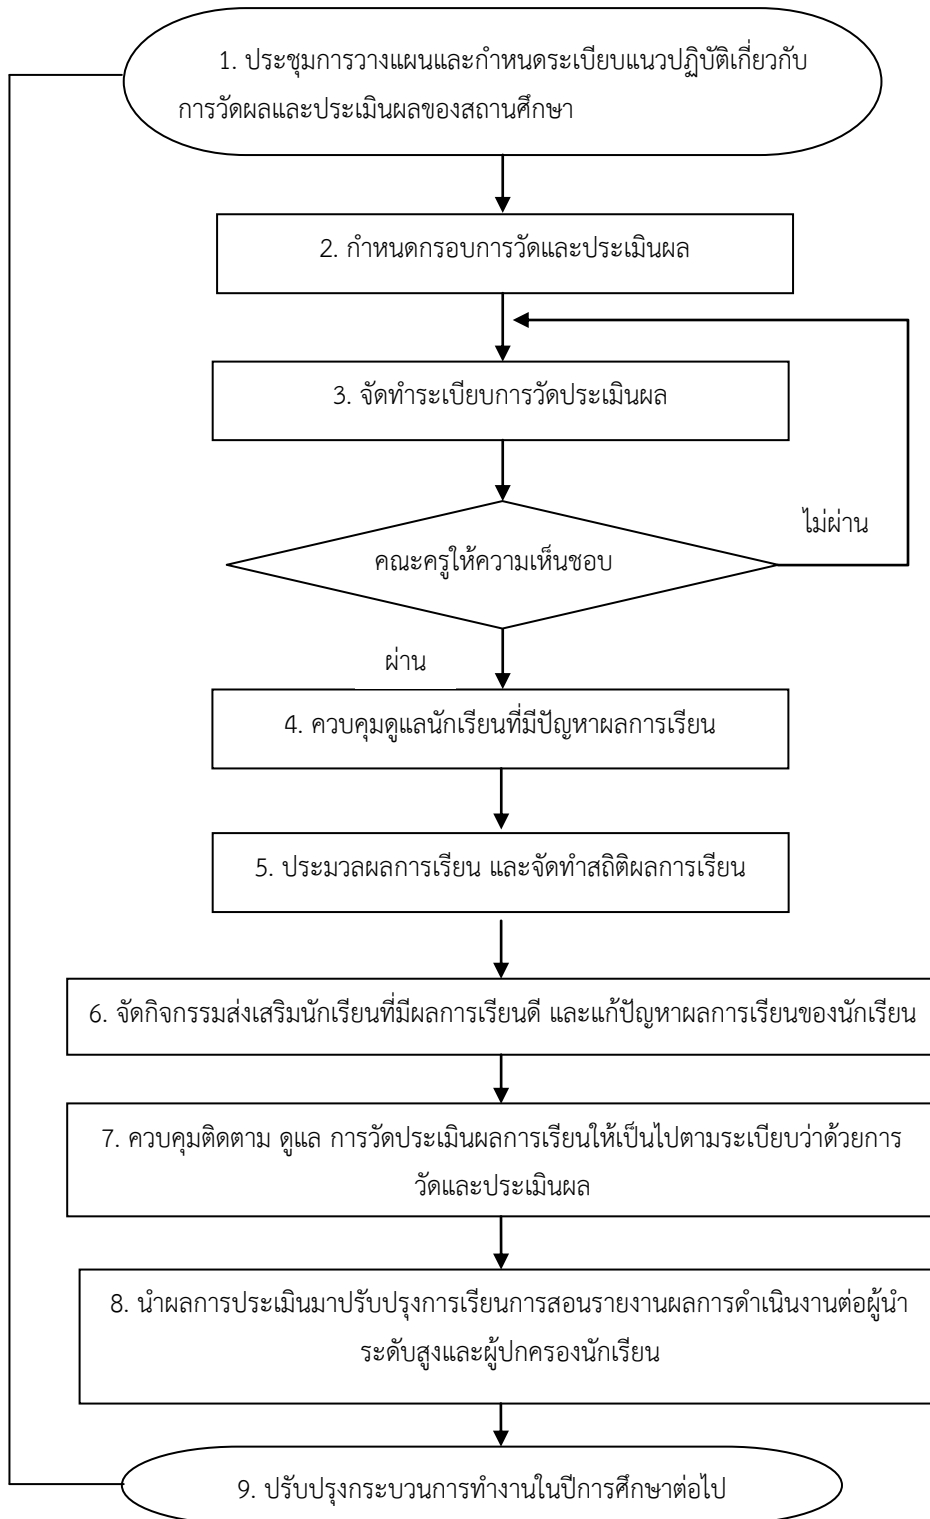 1. ประชุมการวางแผนและกำหนดระเบียบแนวปฏิบัติเกี่ยวกับ
การวัดผลและประเมินผลของสถานศึกษา
2. กำหนดกรอบการวัดและประเมินผล
3. จัดทำระเบียบการวัดประเมินผล
ไม่ผ่าน
คณะครูให้ความเห็นชอบ
ผ่าน
4. ควบคุมดูแลนักเรียนที่มีปัญหาผลการเรียน
5. ประมวลผลการเรียน และจัดทำสถิติผลการเรียน
6. จัดกิจกรรมส่งเสริมนักเรียนที่มีผลการเรียนดี และแก้ปัญหาผลการเรียนของนักเรียน
7. ควบคุมติดตาม ดูแล การวัดประเมินผลการเรียนให้เป็นไปตามระเบียบว่าด้วยการ
วัดและประเมินผล
8. นำผลการประเมินมาปรับปรุงการเรียนการสอนรายงานผลการดำเนินงานต่อผู้นำ
ระดับสูงและผู้ปกครองนักเรียน
9. ปรับปรุงกระบวนการทำงานในปีการศึกษาต่อไป